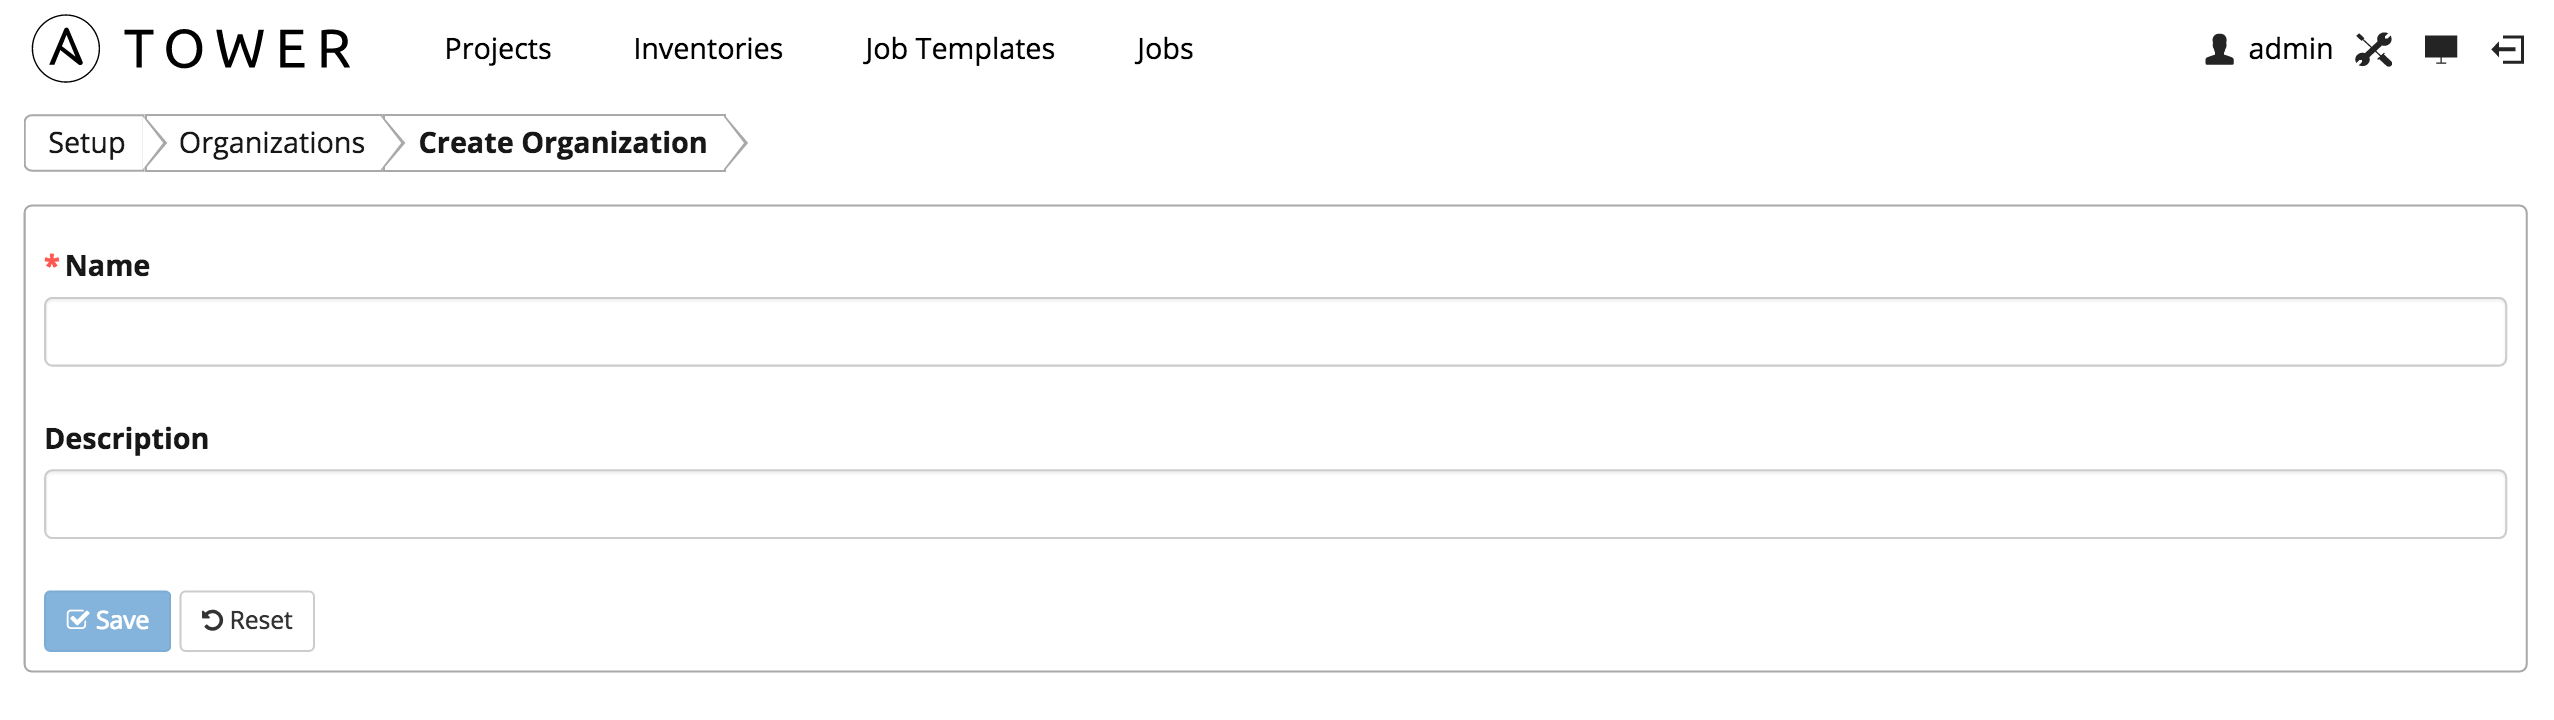 A TOWER Projects Inventories Job Templates Jobs admin
Setup Organizations Create Organization
* Name
Description
Save Reset